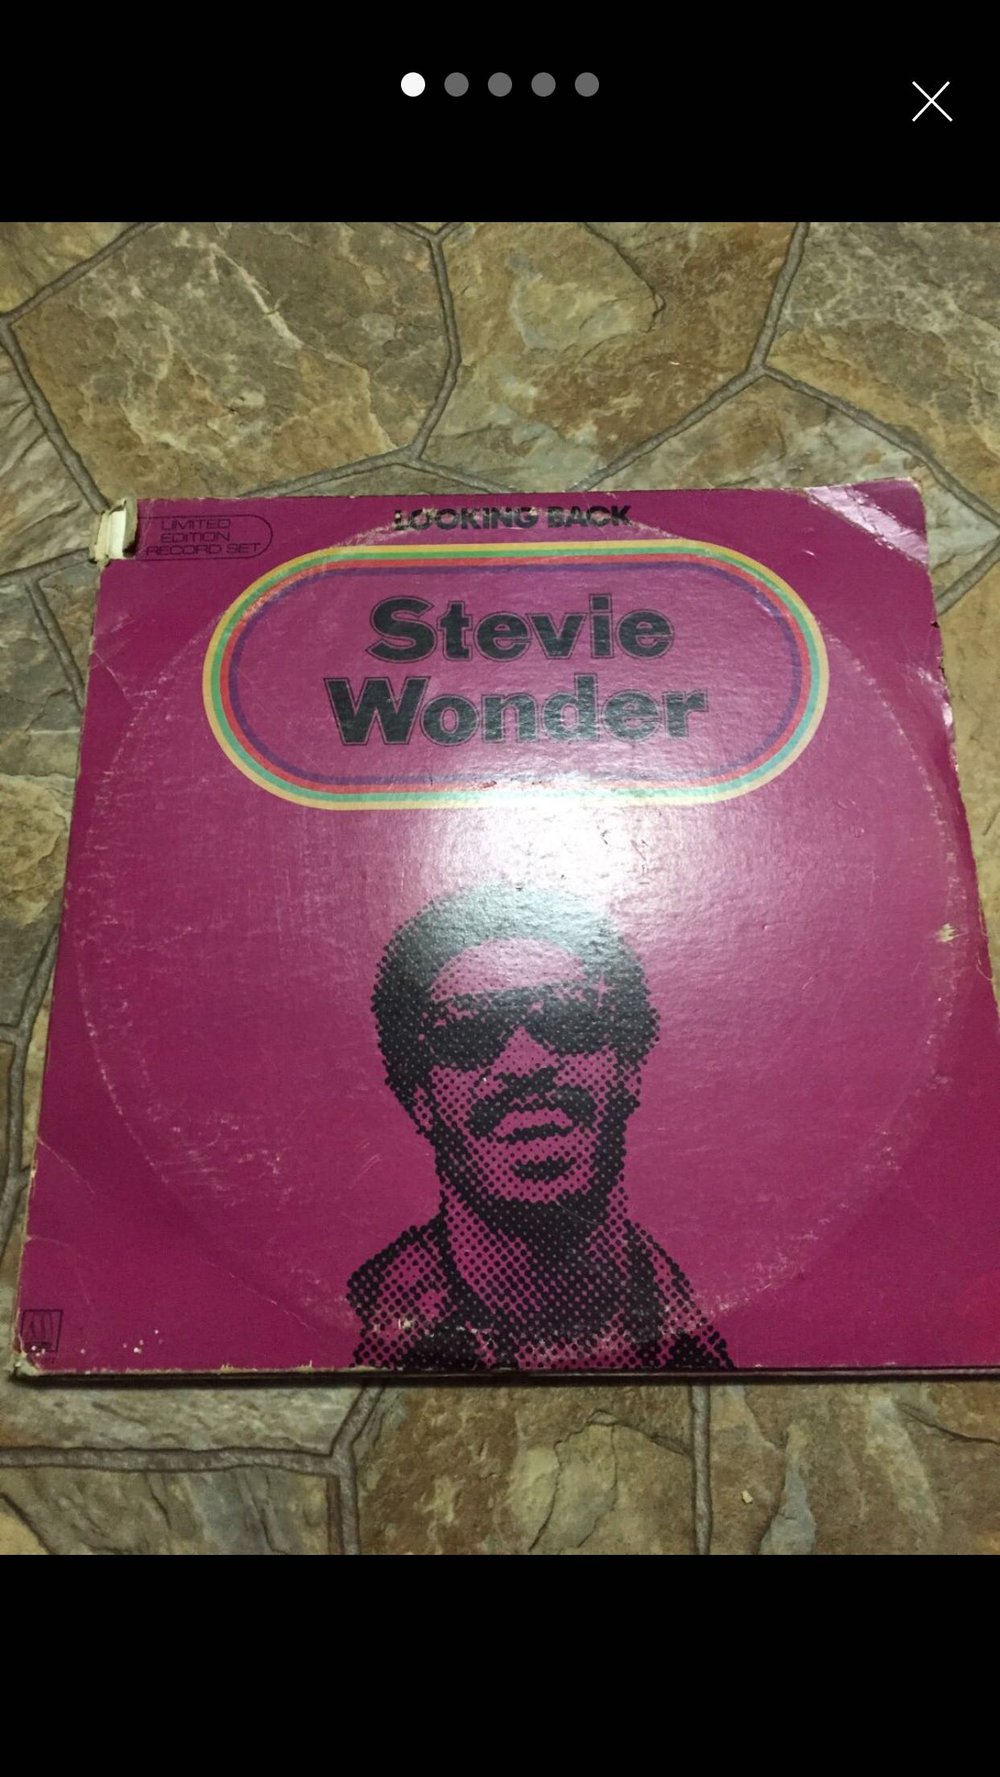 LOOKING BACK
LIMITED
EDITION
RECORD SET
Stevie
Wonder